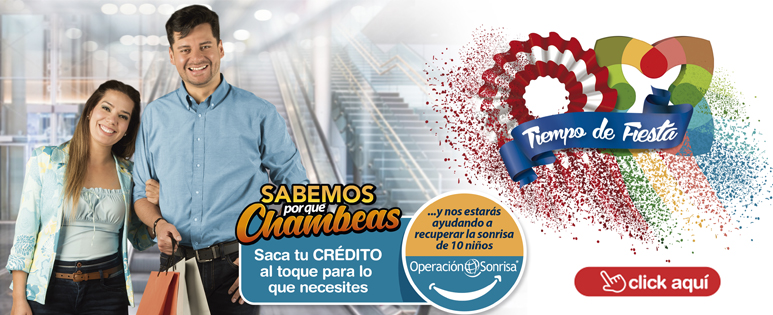 SABEMOS
por que
Chambeas
Saca tu CRÉDITO
al toque para lo
que necesites
...y nos estarás
ayudando a
recuperar la sonrisa
de 10 niños
Operación Sonrisa®
Tiempo de Fiesta
click aquí